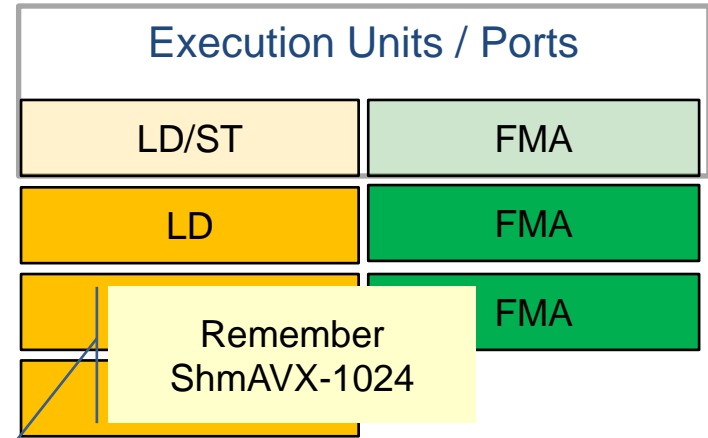 Execution Units / Ports
LD/ST
FMA
LD
FMA
FMA
Remember
ShmAVX-1024